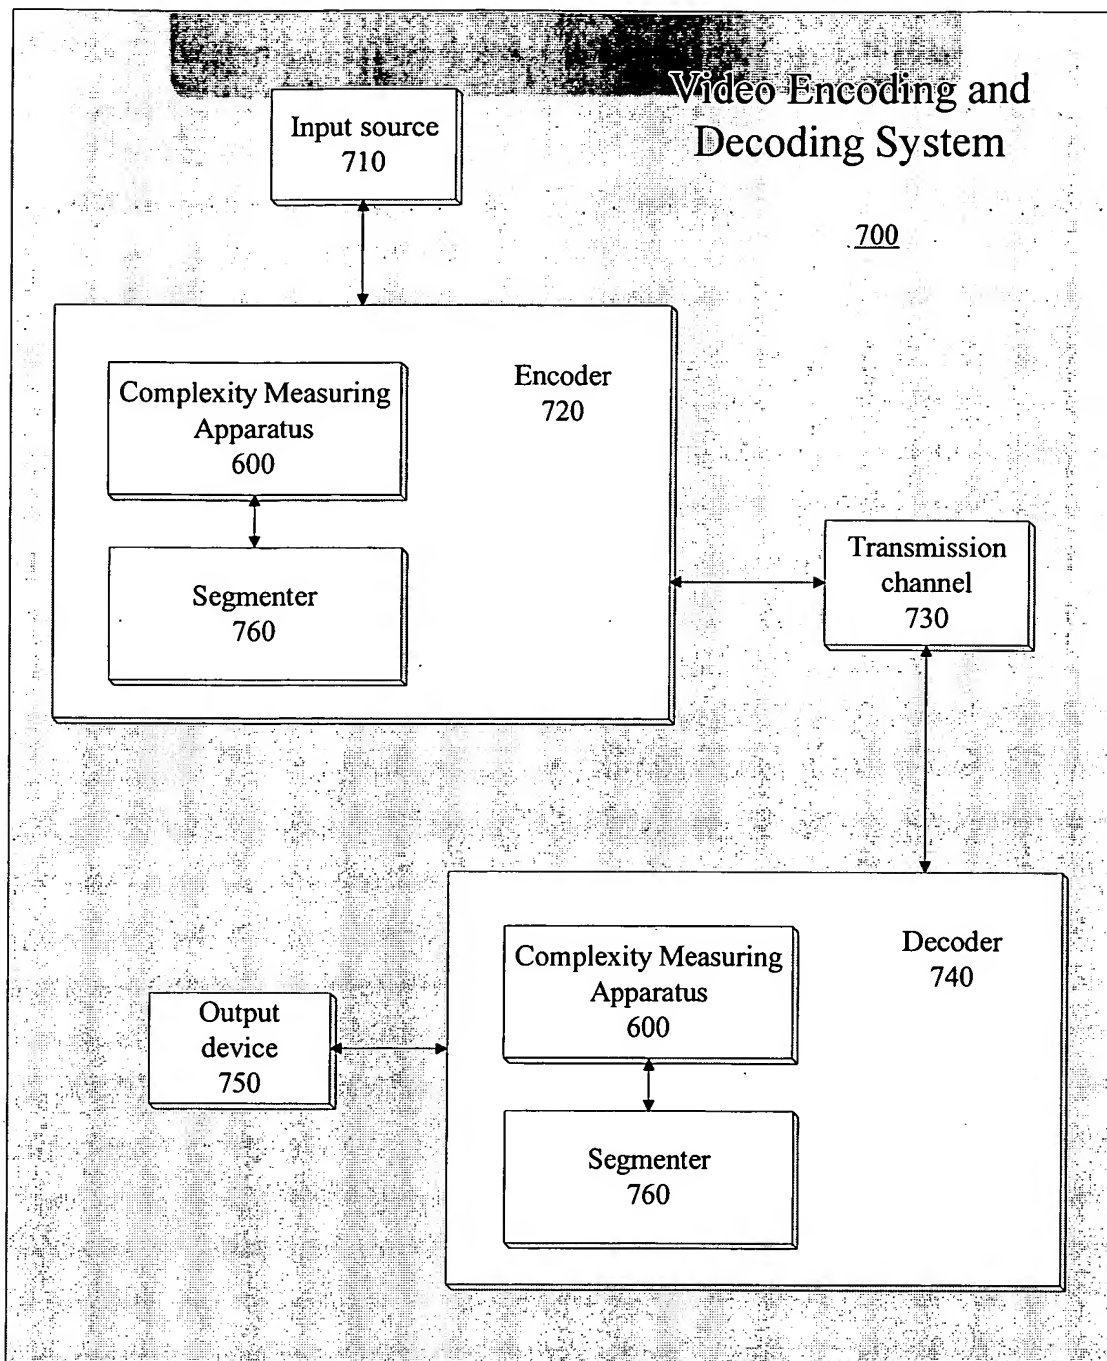 Video Encoding and
Decoding System
700
Input source
710
Encoder
720
Complexity Measuring
Apparatus
600
Segmenter
760
Transmission
channel
730
Decoder
740
Complexity Measuring
Apparatus
600
Segmenter
760
Output
device
750